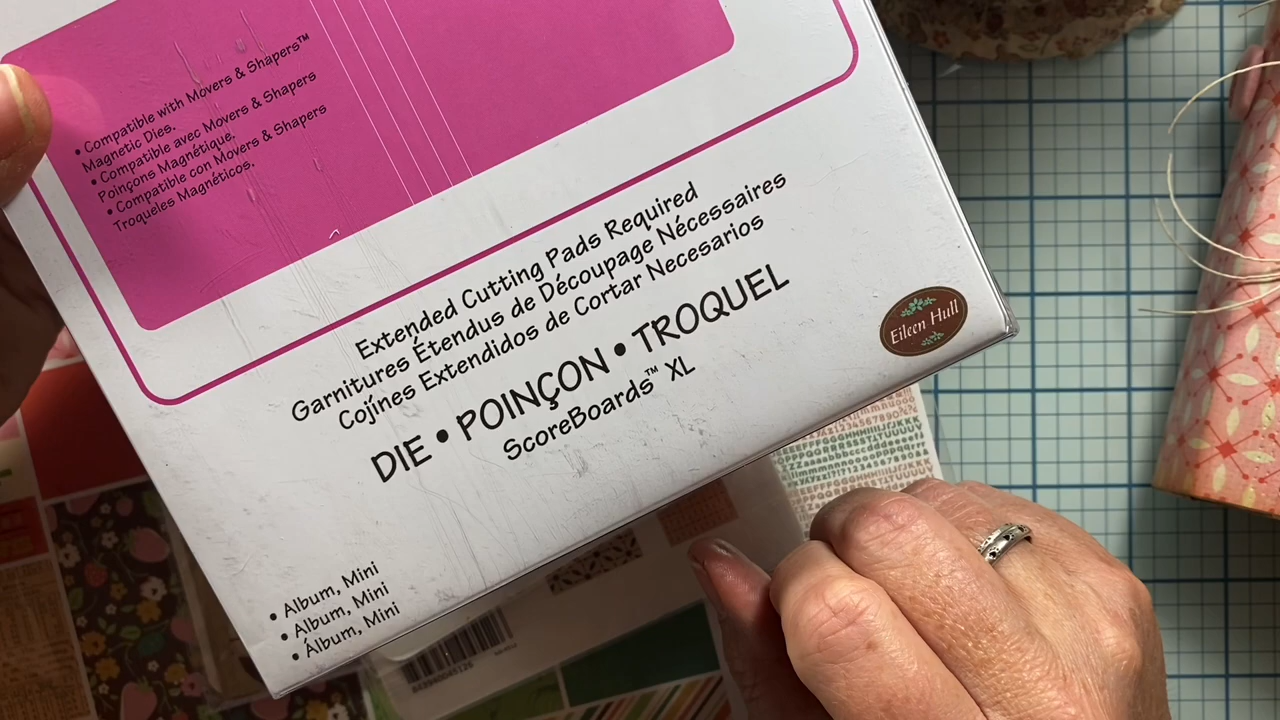 • Compatible with Movers & Shapers™
Magnetic Dies.
• Compatible avec Movers & Shapers
Poinçons Magnétique.
• Compatible con Movers & Shapers
Troqueles Magnéticos.
Extended Cutting Pads Required
Garnitures Étendus de Découpage Nécessaires
Cojínes Extendidos de Cortar Necesarios
DIE • POINÇON • TROQUEL
ScoreBoards™ XL
Eileen Hull
• Album, Mini
• Album, Mini
• Álbum, Mini